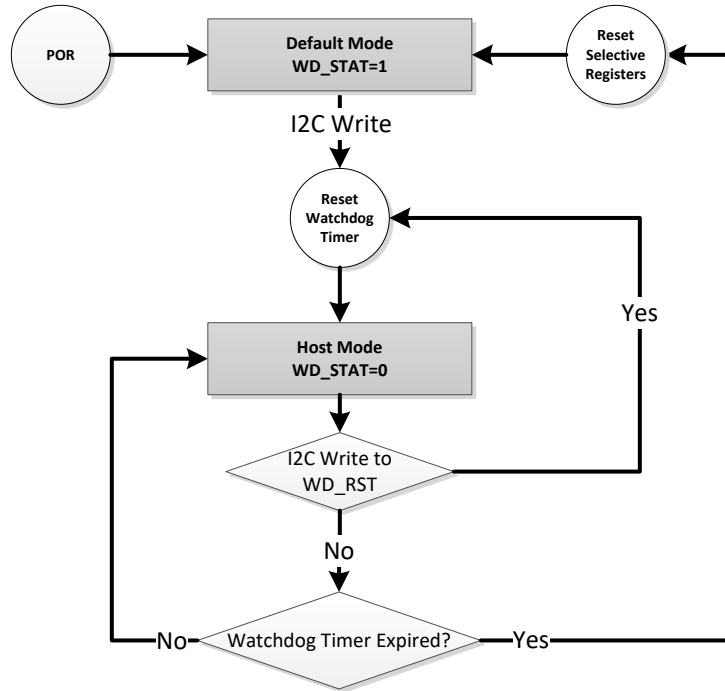 POR
Default Mode
WD_STAT=1
Reset
Selective
Registers
I2C Write
Reset
Watchdog
Timer
Yes
Host Mode
WD_STAT=0
I2C Write to
WD_RST
No
No
Watchdog Timer Expired?
Yes